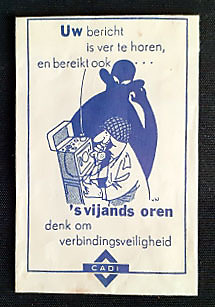 Uw bericht
is ver te horen,
en bereikt ook ...
's vijands oren
denk om
verbindingsveiligheid
CADI